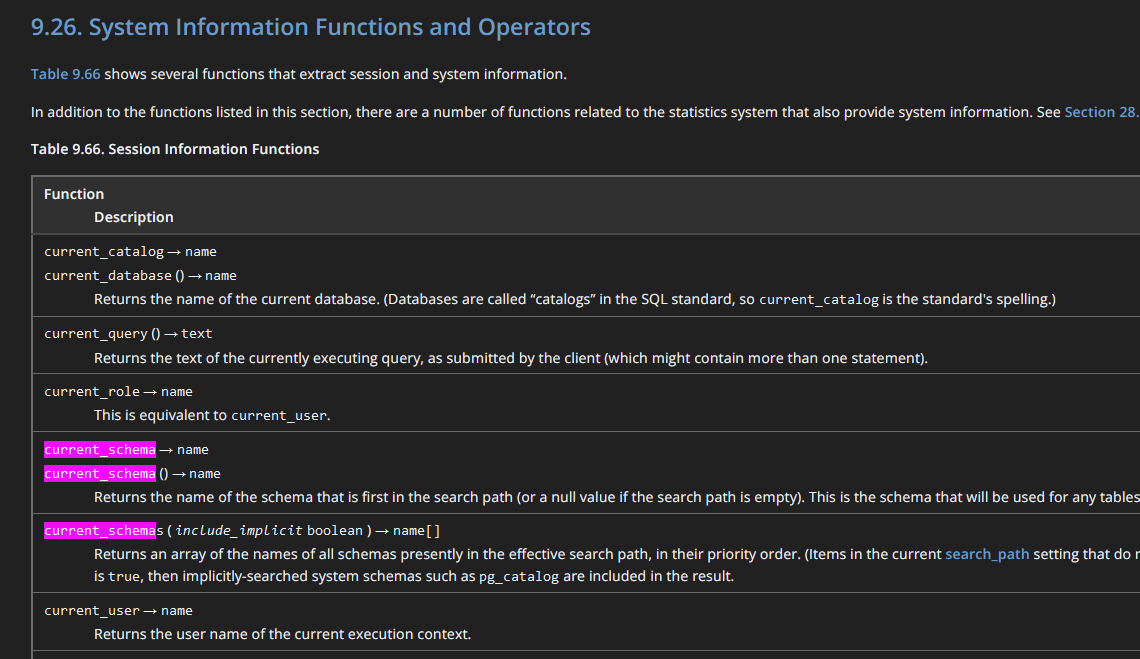 9.26. System Information Functions and Operators
Table 9.66 shows several functions that extract session and system information.
In addition to the functions listed in this section, there are a number of functions related to the statistics system that also provide system information. See Section 28.
Table 9.66. Session Information Functions
Function
Description
current_catalog → name
current_database () → name
Returns the name of the current database. (Databases are called “catalogs” in the SQL standard, so current_catalog is the standard's spelling.)
current_query () → text
Returns the text of the currently executing query, as submitted by the client (which might contain more than one statement).
current_role → name
This is equivalent to current_user.
current_schema → name
current_schema () → name
Returns the name of the schema that is first in the search path (or a null value if the search path is empty). This is the schema that will be used for any tables
current_schemas ( include_implicit boolean ) → name[]
Returns an array of the names of all schemas presently in the effective search path, in their priority order. (Items in the current search_path setting that do
is true, then implicitly-searched system schemas such as pg_catalog are included in the result.
current_user → name
Returns the user name of the current execution context.